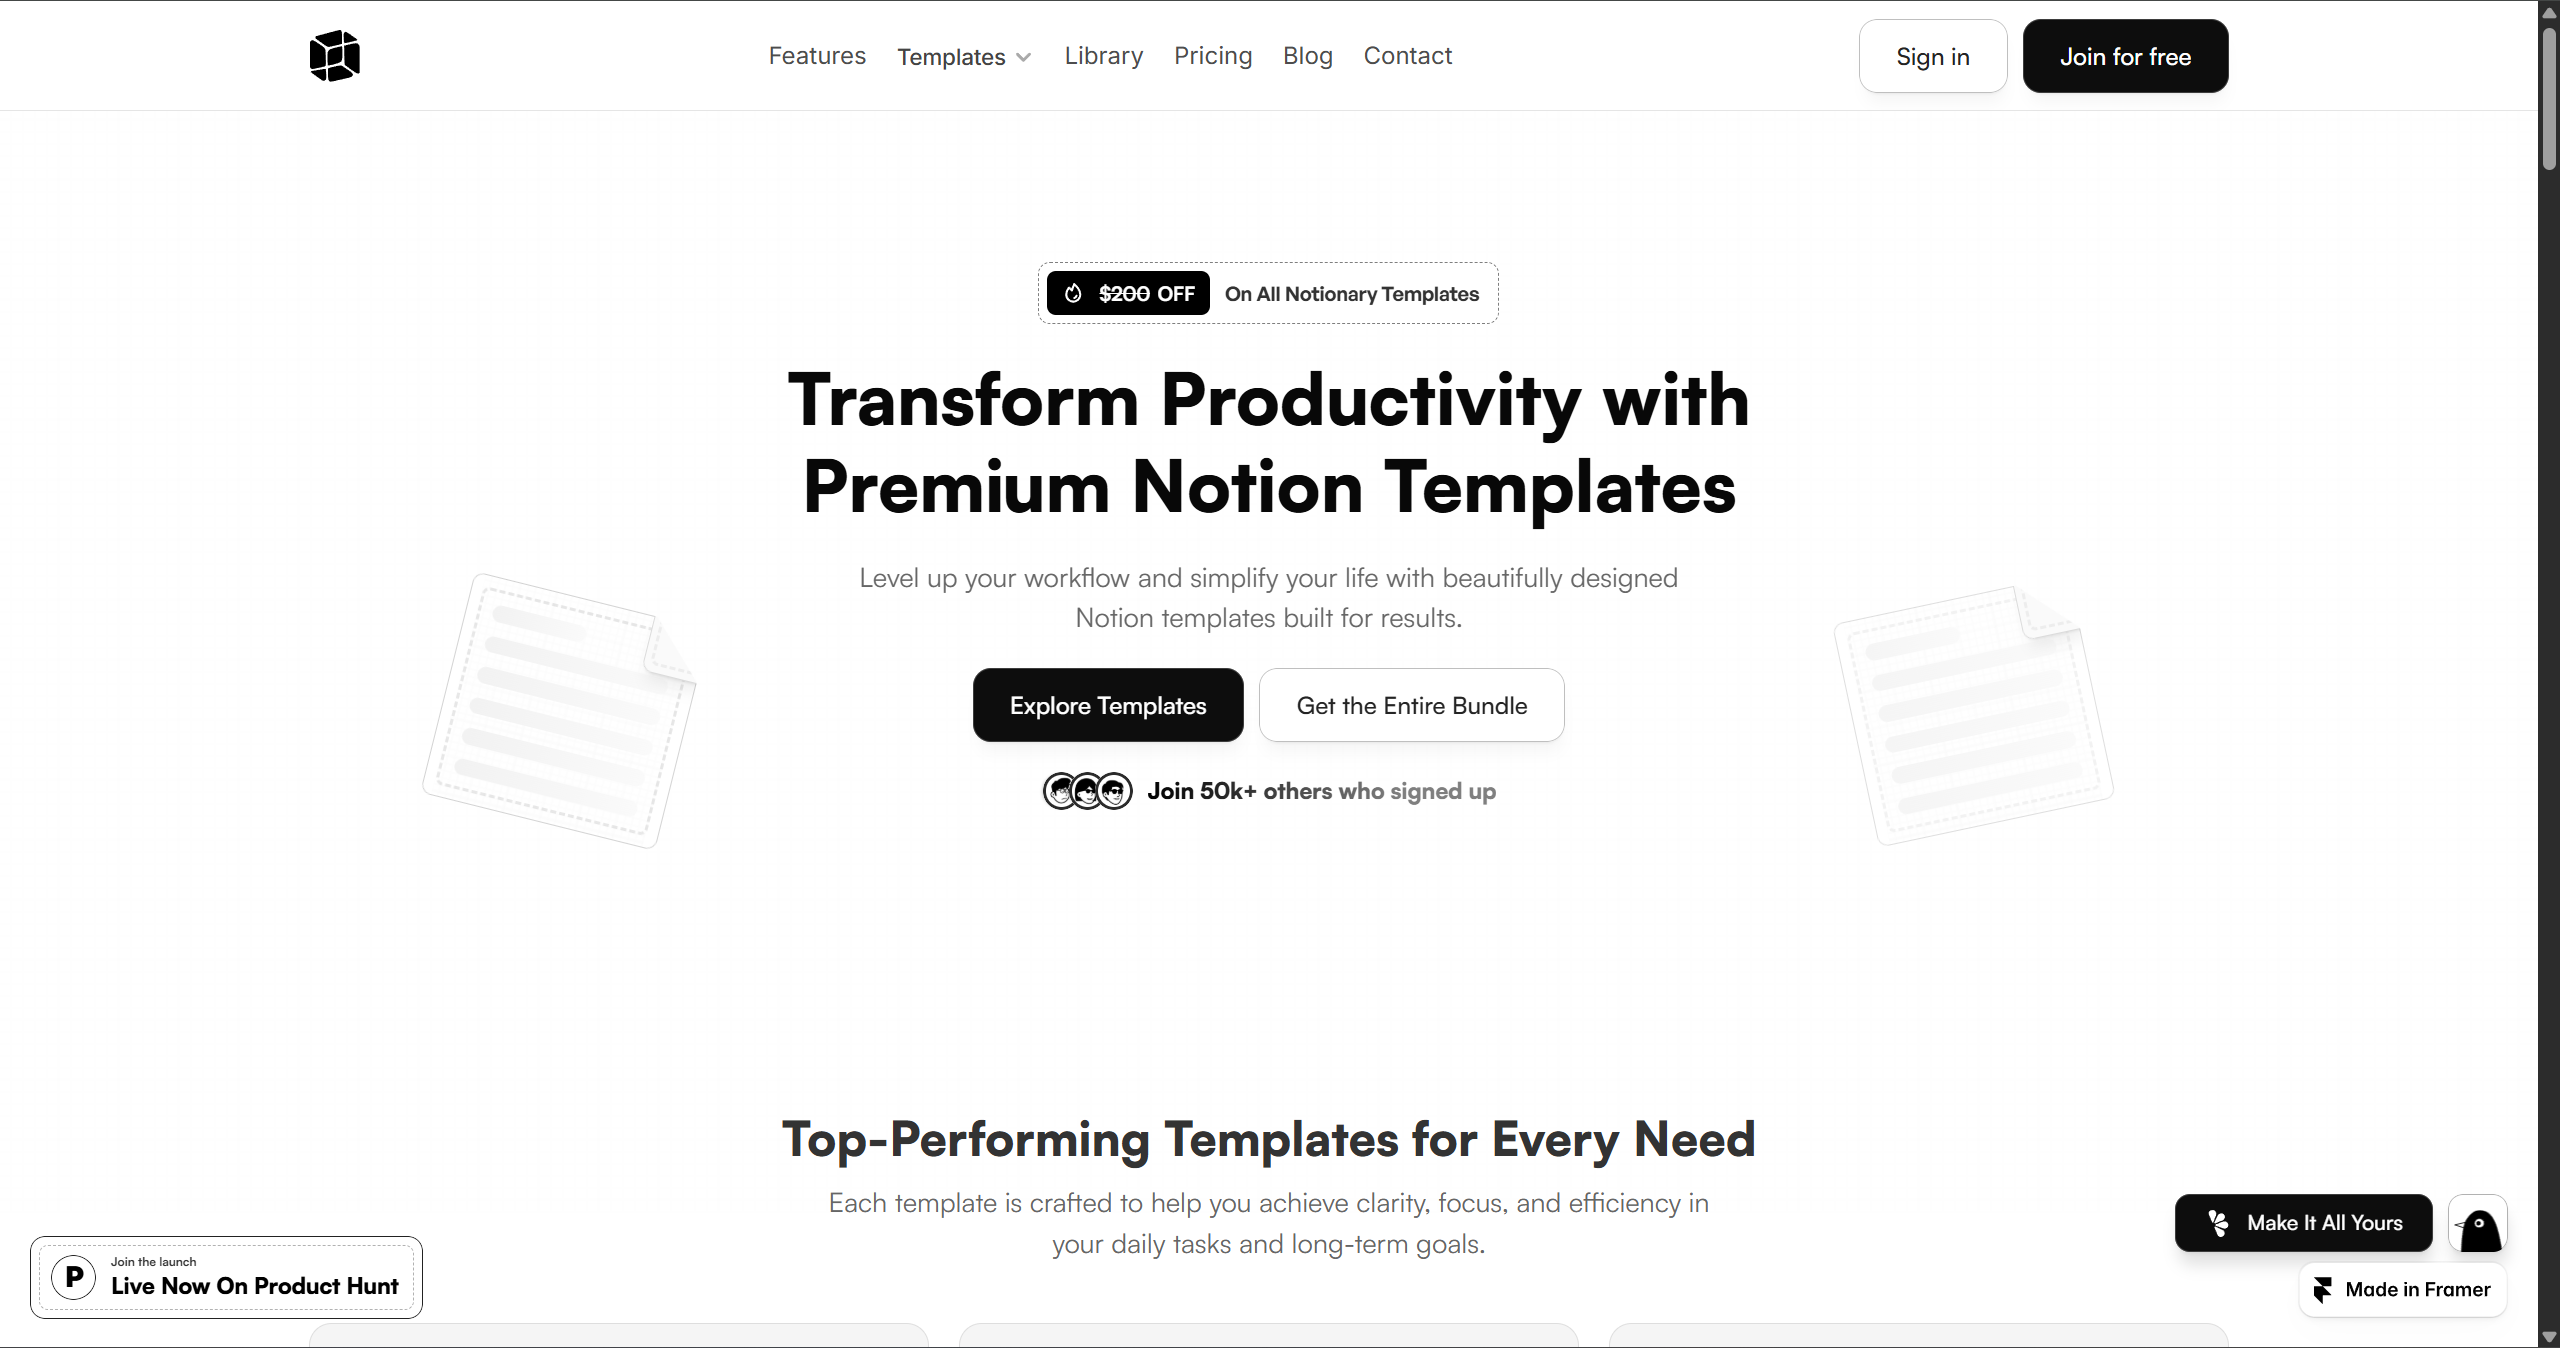 Features
Templates
Library
Pricing
Blog
Contact
Sign in
Join for free
$200 OFF
On All Notionary Templates
Transform Productivity with
Premium Notion Templates
Level up your workflow and simplify your life with beautifully designed
Notion templates built for results.
Explore Templates
Get the Entire Bundle
Join 50k+ others who signed up
Top-Performing Templates for Every Need
Each template is crafted to help you achieve clarity, focus, and efficiency in
your daily tasks and long-term goals.
P
Join the launch
Live Now On Product Hunt
Make It All Yours
Made in Framer